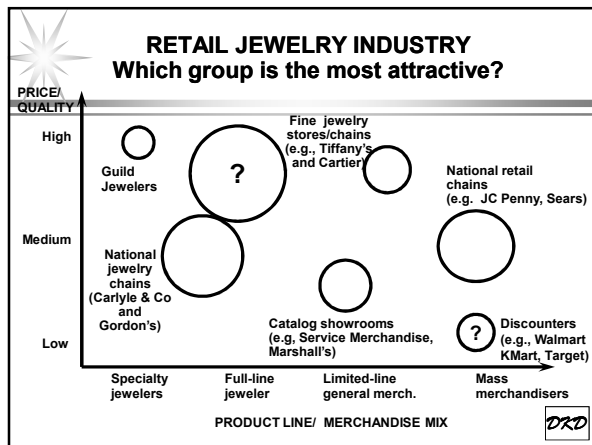 RETAIL JEWELRY INDUSTRY
Which group is the most attractive?
PRICE/
QUALITY
High
Medium
Low
Guild
Jewelers
?
Fine jewelry
stores/chains
(e.g., Tiffany's
and Cartier)
National retail
chains
(e.g. JC Penny, Sears)
National
jewelry
chains
(Carlyle & Co
and
Gordon's)
Catalog showrooms
(e.g, Service Merchandise,
Marshall's)
?
Discounters
(e.g., Walmart
KMart, Target)
Specialty
jewelers
Full-line
jeweler
Limited-line
general merch.
Mass
merchandisers
PRODUCT LINE/ MERCHANDISE MIX
DKD